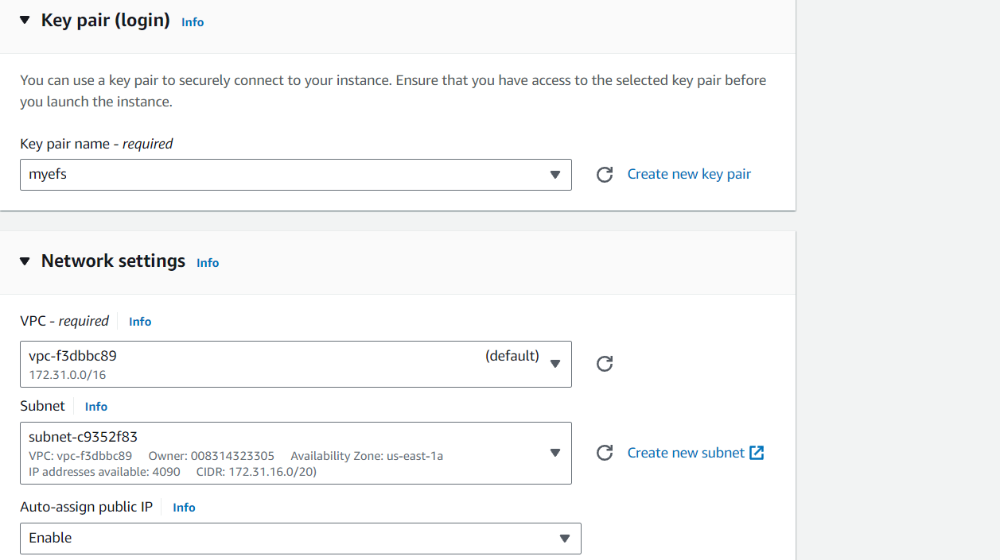 Key pair (login) Info
You can use a key pair to securely connect to your instance. Ensure that you have access to the selected key pair before
you launch the instance.
Key pair name - required
myefs
Create new key pair
Network settings Info
VPC - required Info
vpc-f3dbbc89 (default)
172.31.0.0/16
Subnet Info
subnet-c9352f83
VPC: vpc-f3dbbc89 Owner: 008314323305 Availability Zone: us-east-1a
IP addresses available: 4090 CIDR: 172.31.16.0/20)
Create new subnet
Auto-assign public IP Info
Enable